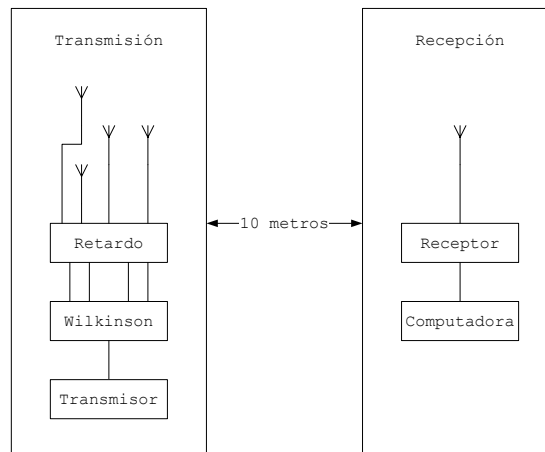 Transmisión
Recepción
10 metros
Retardo
Receptor
Wilkinson
Computadora
Transmisor